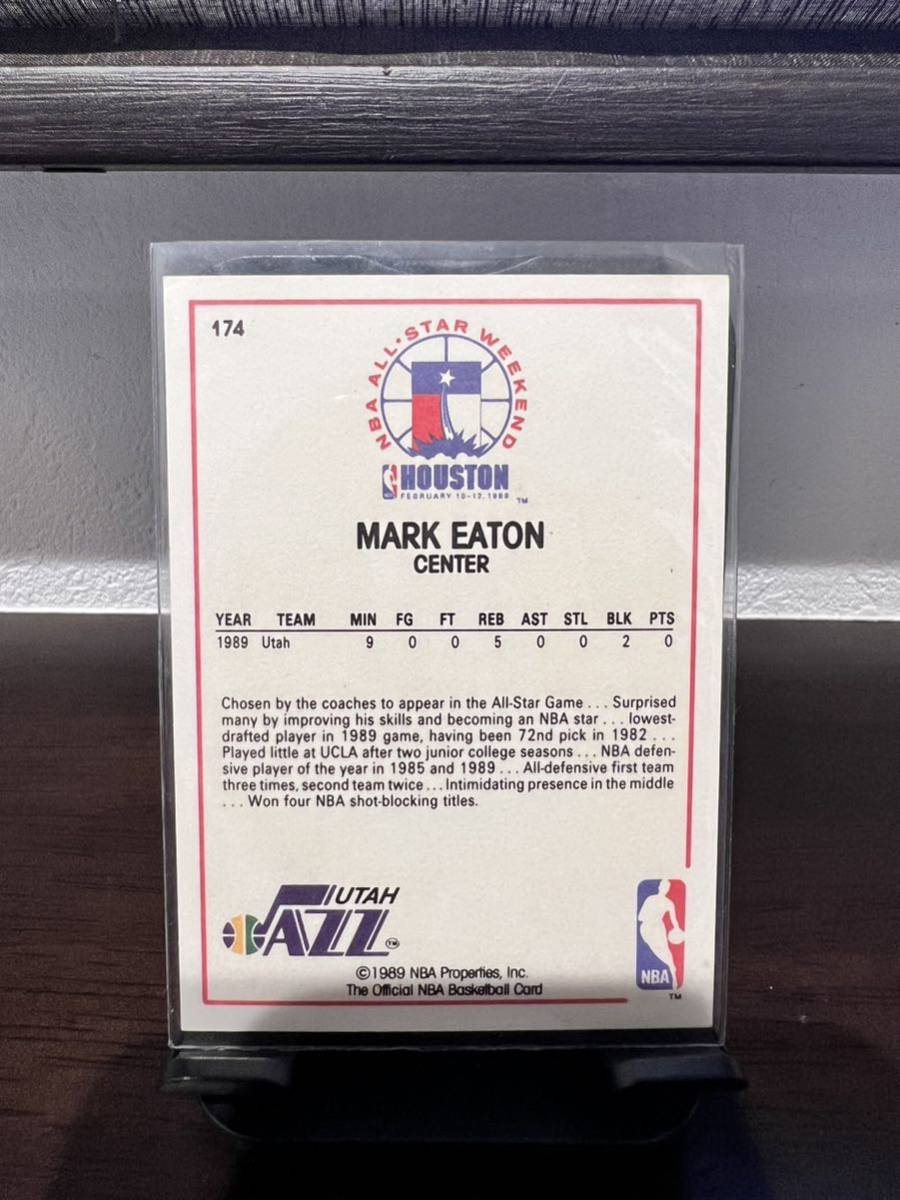 174
NBA ALL·STAR WEEKEND
HOUSTON
FEBRUARY 10-12, 1989
TM
MARK EATON
CENTER
YEAR TEAM MIN FG FT REB AST STL BLK PTS
1989 Utah 9 0 0 5 0 0 2 0
Chosen by the coaches to appear in the All-Star Game . . . Surprised
many by improving his skills and becoming an NBA star . . . lowest-
drafted player in 1989 game, having been 72nd pick in 1982 . . .
Played little at UCLA after two junior college seasons . . . NBA defen-
sive player of the year in 1985 and 1989 . . . All-defensive first team
three times, second team twice . . . Intimidating presence in the middle
. . . Won four NBA shot-blocking titles.
UTAH
JAZZ TM
NBA
TM
©1989 NBA Properties, Inc.
The Official NBA Basketball Card